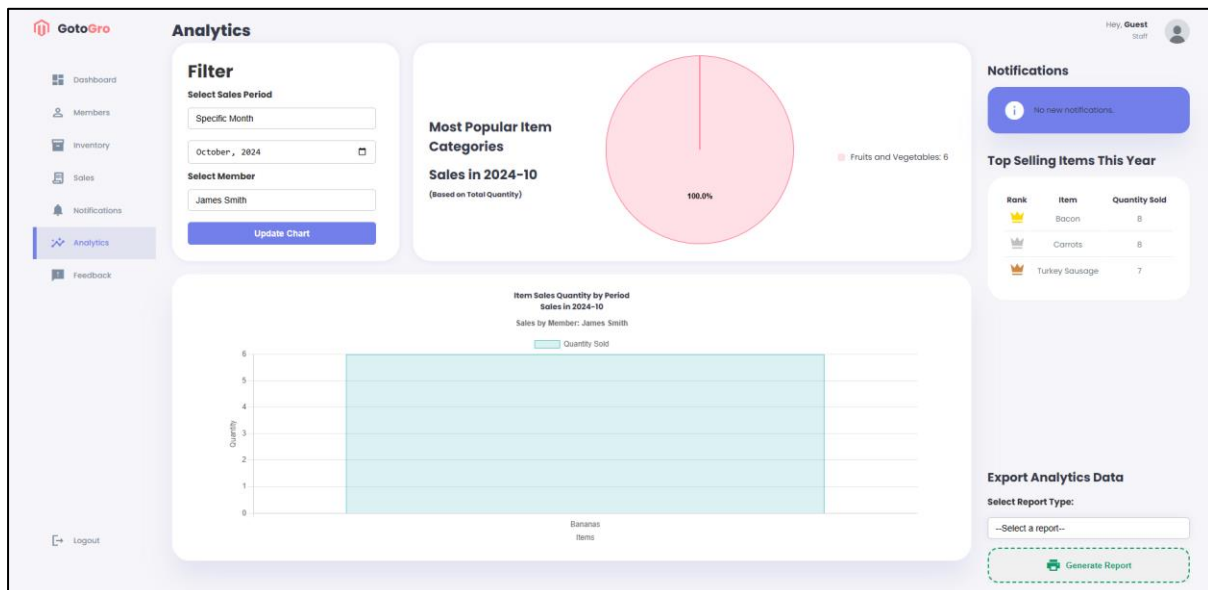 GotoGro
Dashboard
Members
Inventory
Sales
Notifications
Analytics
Feedback
Logout
Analytics
Filter
Select Sales Period
Specific Month
October, 2024
Select Member
James Smith
Update Chart
Most Popular Item
Categories
Sales in 2024-10
(Based on Total Quantity)
100.0%
Fruits and Vegetables: 6
Item Sales Quantity by Period
Sales in 2024-10
Sales by Member: James Smith
Quantity Sold
6
5
4
3
2
1
0
Quantity
Bananas
Items
Hey, Guest
Staff
Notifications
No new notifications.
Top Selling Items This Year
Rank Item Quantity Sold
Bacon 8
Carrots 8
Turkey Sausage 7
Export Analytics Data
Select Report Type:
--Select a report--
Generate Report